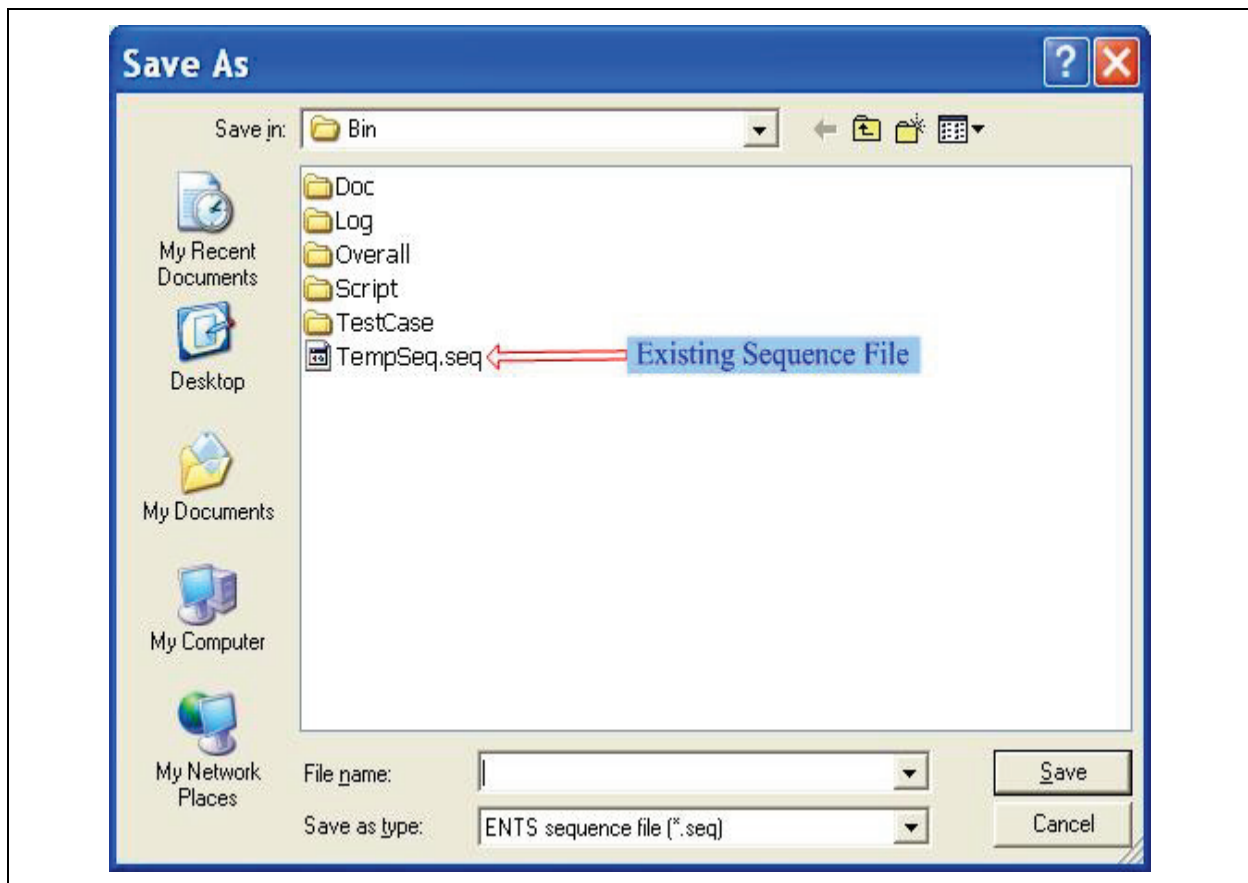 Save As
Save in:
Bin
Doc
Log
Overall
Script
TestCase
TempSeq.seq
Existing Sequence File
My Recent
Documents
Desktop
My Documents
My Computer
My Network
Places
File name:
Save
Save as type:
ENTS sequence file (*.seq)
Cancel